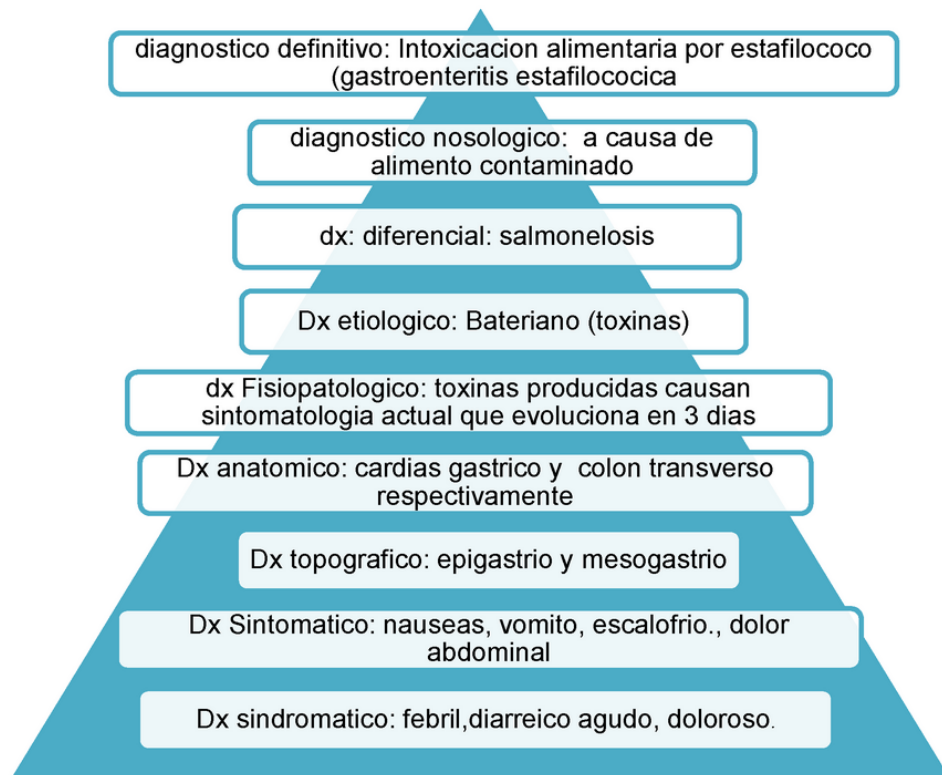 diagnostico definitivo: Intoxicacion alimentaria por estafilococo
(gastroenteritis estafilococica
diagnostico nosologico:  a causa de
alimento contaminado
dx: diferencial: salmonelosis
Dx etiologico: Bateriano (toxinas)
dx Fisiopatologico: toxinas producidas causan
sintomatologia actual que evoluciona en 3 dias
Dx anatomico: cardias gastrico y  colon transverso
respectivamente
Dx topografico: epigastrio y mesogastrio
Dx Sintomatico: nauseas, vomito, escalofrio., dolor
abdominal
Dx sindromatico: febril,diarreico agudo, doloroso.